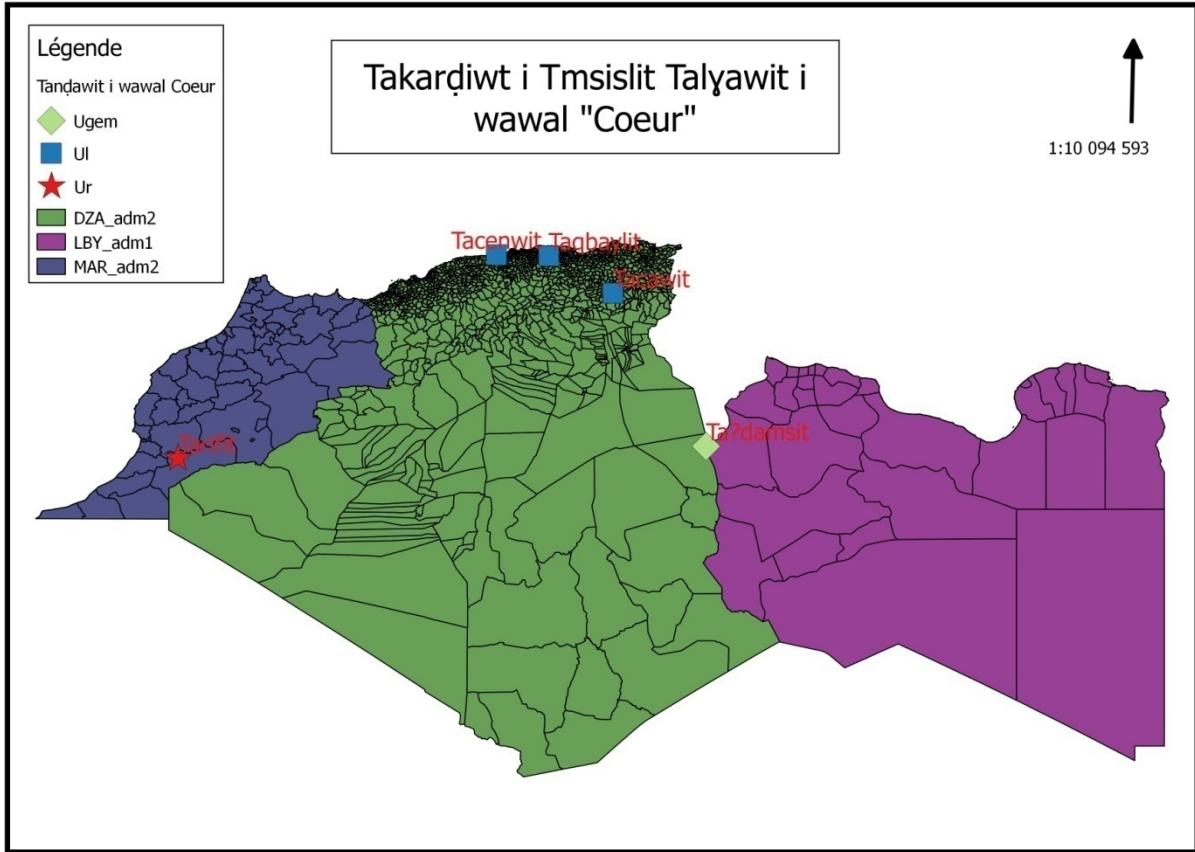 Légende
Tanḍawit i wawal Coeur
Ugem
Ul
Ur
DZA_adm2
LBY_adm1
MAR_adm2
Takarḍiwt i Tmsislit Talɣawit i
wawal "Coeur"
1:10 094 593
Tacenwit
Taqbaylit
Tacawit
Ta?damsit
Tarifit